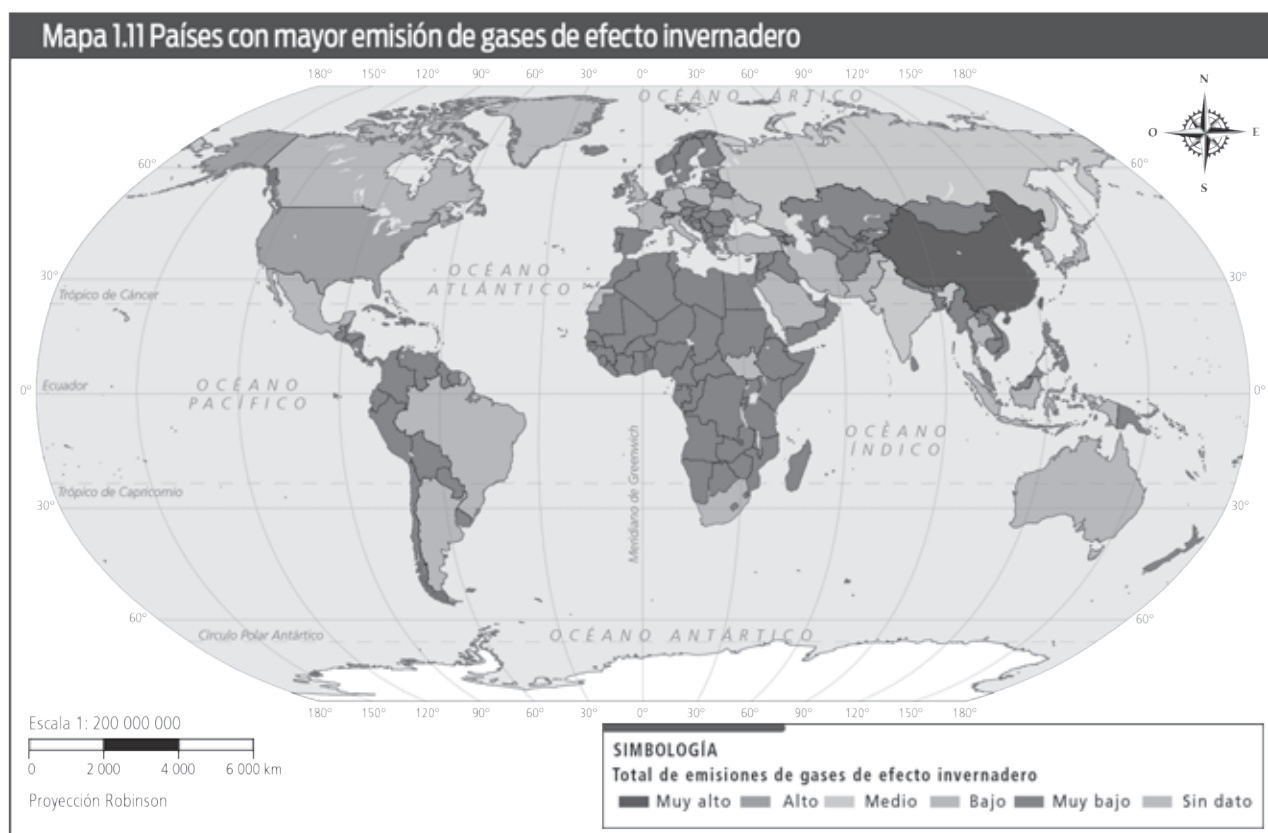 Mapa 1.11 Países con mayor emisión de gases de efecto invernadero
180° 150° 120° 90° 60° 30° 0° 30° 60° 90° 120° 150° 180°
OCÉANO ÁRTICO
N
O E
S
60° 60°
30° 30°
OCÉANO
ATLÁNTICO
Trópico de Cáncer
0° Ecuador 0°
OCÉANO
PACÍFICO
OCÉANO
ÍNDICO
Meridiano de Greenwich
Trópico de Capricornio
30° 30°
60° 60°
Círculo Polar Antártico
OCÉANO ANTÁRTICO
180° 150° 120° 90° 60° 30° 0° 30° 60° 90° 120° 150° 180°
Escala 1: 200 000 000
0 2 000 4 000 6 000 km
Proyección Robinson
SIMBOLOGÍA
Total de emisiones de gases de efecto invernadero
Muy alto Alto Medio Bajo Muy bajo Sin dato